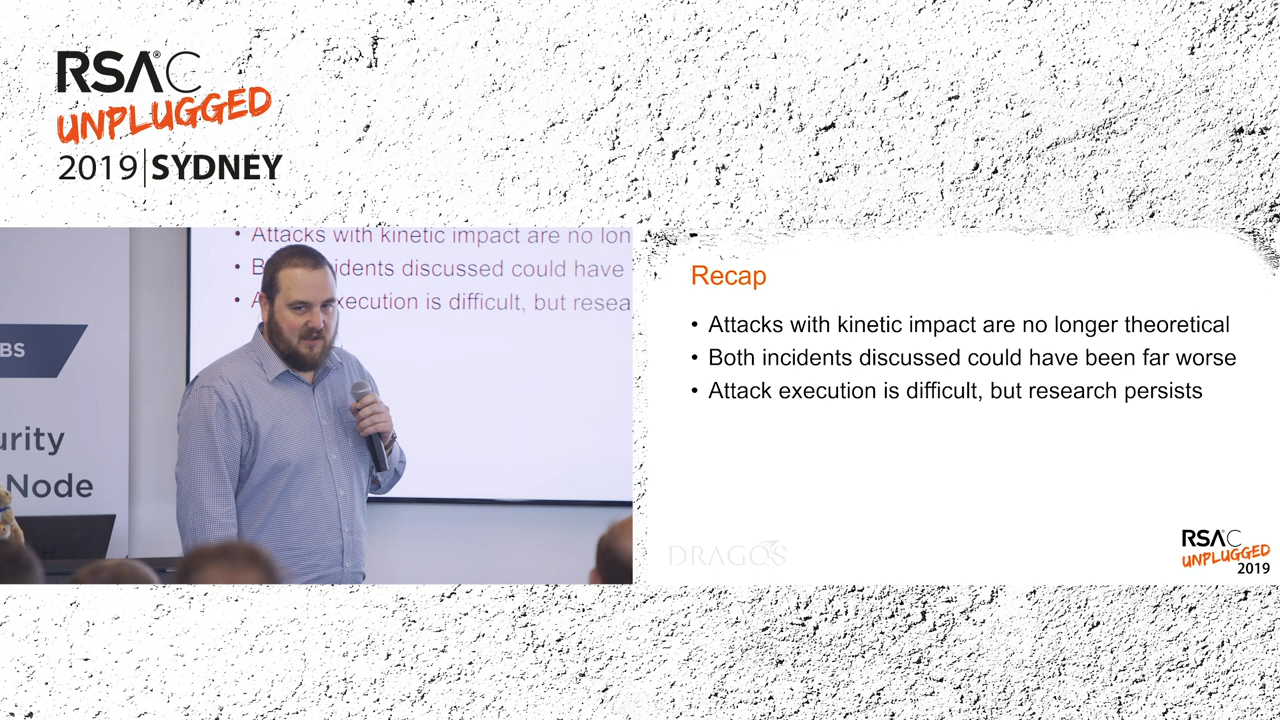 RSAC
UNPLUGGED
2019|SYDNEY
• Attacks with kinetic impact are no lon
• B idents discussed could have
• A xecution is difficult, but resea
BS
urity
Node
Recap
• Attacks with kinetic impact are no longer theoretical
• Both incidents discussed could have been far worse
• Attack execution is difficult, but research persists
DRAGOS
RSAC
UNPLUGGED
2019